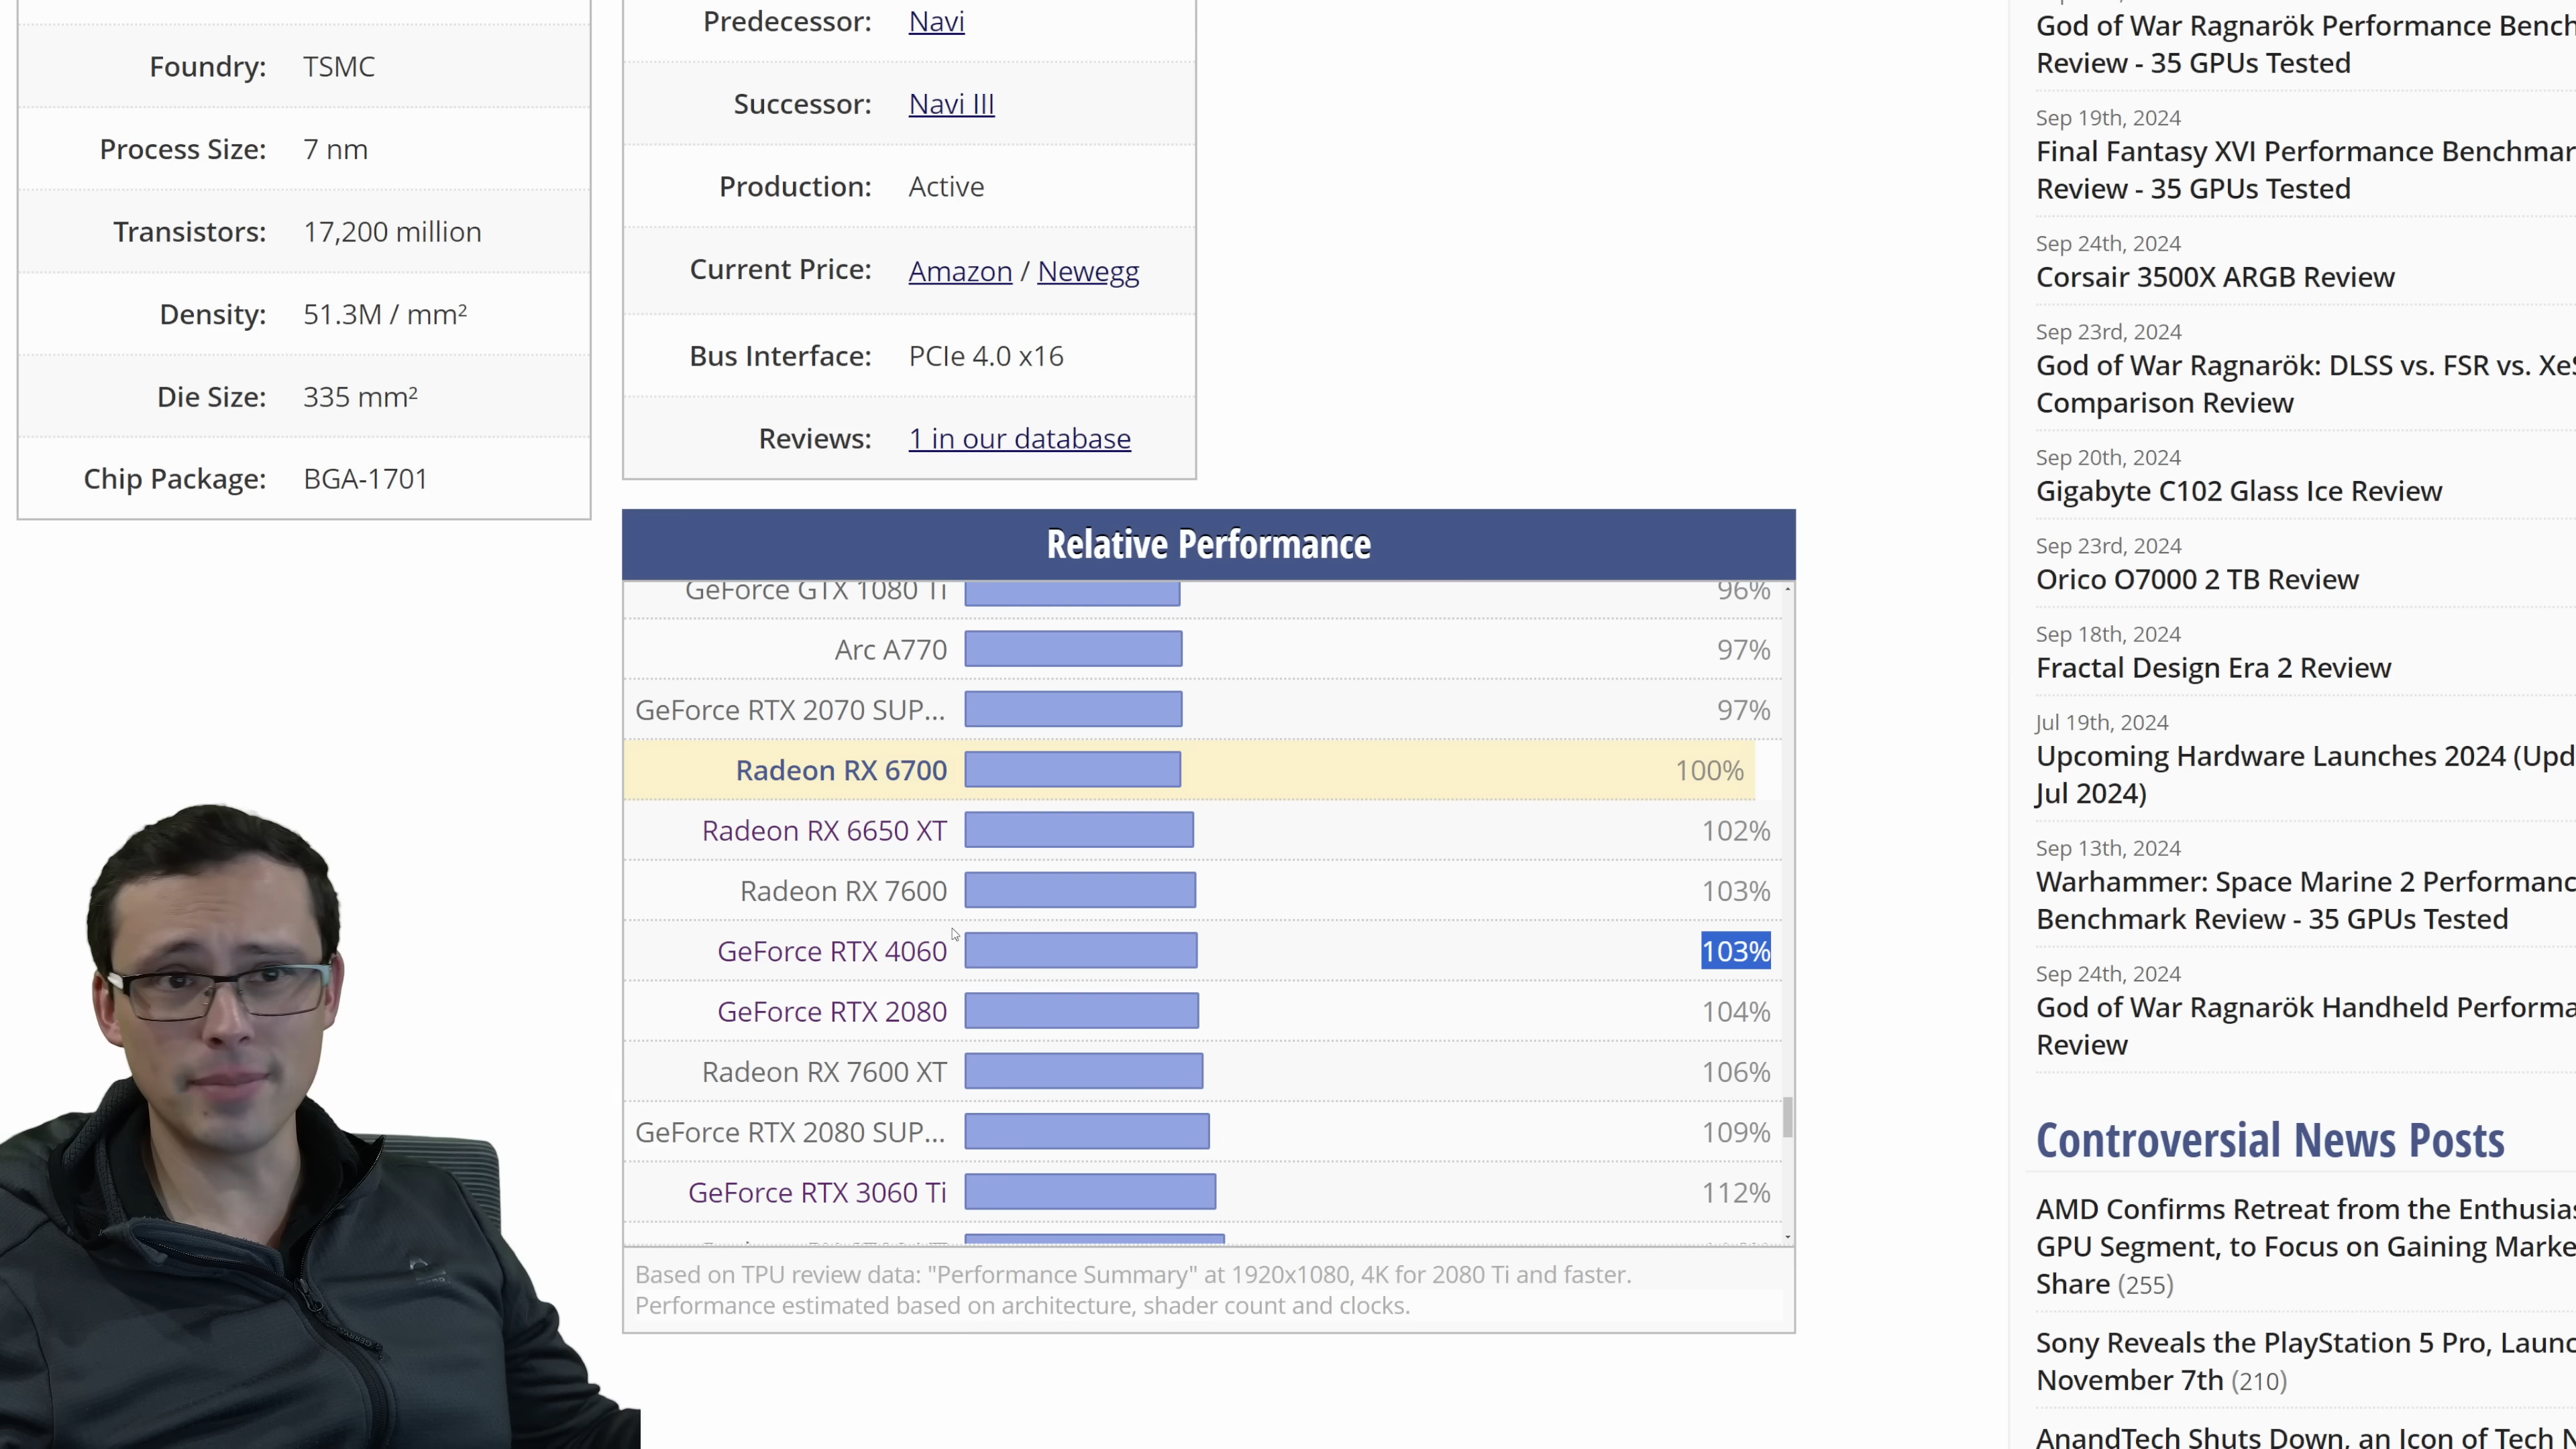 Foundry: TSMC
Process Size: 7 nm
Transistors: 17,200 million
Density: 51.3M / mm²
Die Size: 335 mm²
Chip Package: BGA-1701
Predecessor: Navi
Successor: Navi III
Production: Active
Current Price: Amazon / Newegg
Bus Interface: PCIe 4.0 x16
Reviews: 1 in our database
Relative Performance
GeForce GTX 1080 Ti 96%
Arc A770 97%
GeForce RTX 2070 SUP... 97%
Radeon RX 6700 100%
Radeon RX 6650 XT 102%
Radeon RX 7600 103%
GeForce RTX 4060 103%
GeForce RTX 2080 104%
Radeon RX 7600 XT 106%
GeForce RTX 2080 SUP... 109%
GeForce RTX 3060 Ti 112%
Based on TPU review data: "Performance Summary" at 1920x1080, 4K for 2080 Ti and faster.
Performance estimated based on architecture, shader count and clocks.
God of War Ragnarök Performance Bench
Review - 35 GPUs Tested
Sep 19th, 2024
Final Fantasy XVI Performance Benchmar
Review - 35 GPUs Tested
Sep 24th, 2024
Corsair 3500X ARGB Review
Sep 23rd, 2024
God of War Ragnarök: DLSS vs. FSR vs. XeS
Comparison Review
Sep 20th, 2024
Gigabyte C102 Glass Ice Review
Sep 23rd, 2024
Orico O7000 2 TB Review
Sep 18th, 2024
Fractal Design Era 2 Review
Jul 19th, 2024
Upcoming Hardware Launches 2024 (Upd
Jul 2024)
Sep 13th, 2024
Warhammer: Space Marine 2 Performanc
Benchmark Review - 35 GPUs Tested
Sep 24th, 2024
God of War Ragnarök Handheld Performa
Review
Controversial News Posts
AMD Confirms Retreat from the Enthusias
GPU Segment, to Focus on Gaining Marke
Share (255)
Sony Reveals the PlayStation 5 Pro, Launc
November 7th (210)
AnandTech Shuts Down, an Icon of Tech N